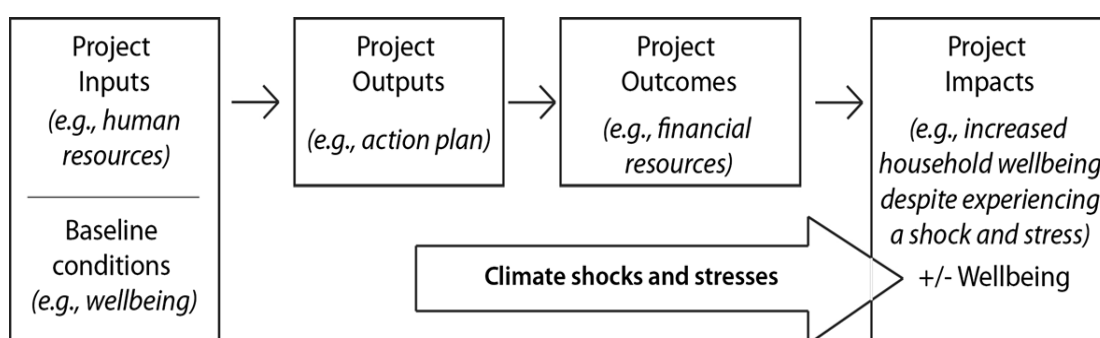 Project
Inputs
(e.g., human
resources)
Baseline
conditions
(e.g., wellbeing)
Project
Outputs
(e.g., action plan)
Project
Outcomes
(e.g., financial
resources)
Project
Impacts
(e.g., increased
household wellbeing
despite experiencing
a shock and stress)
+/- Wellbeing
Climate shocks and stresses